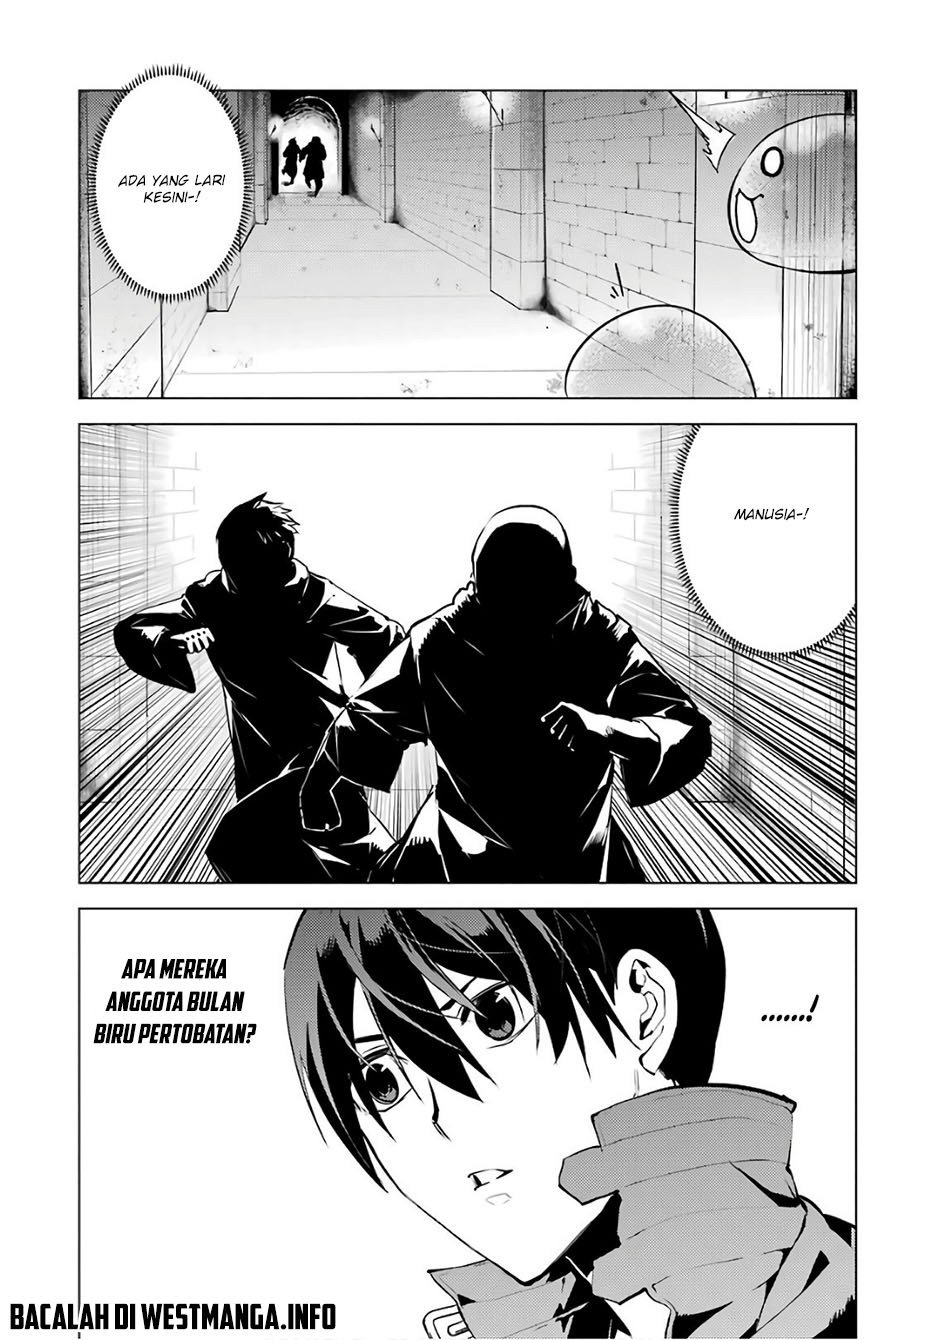 ADA YANG LARI
KESINI-!
MANUSIA-!
.......!
APA MEREKA
ANGGOTA BULAN
BIRU PERTOBATAN?
BACALAH DI WESTMANGA.INFO